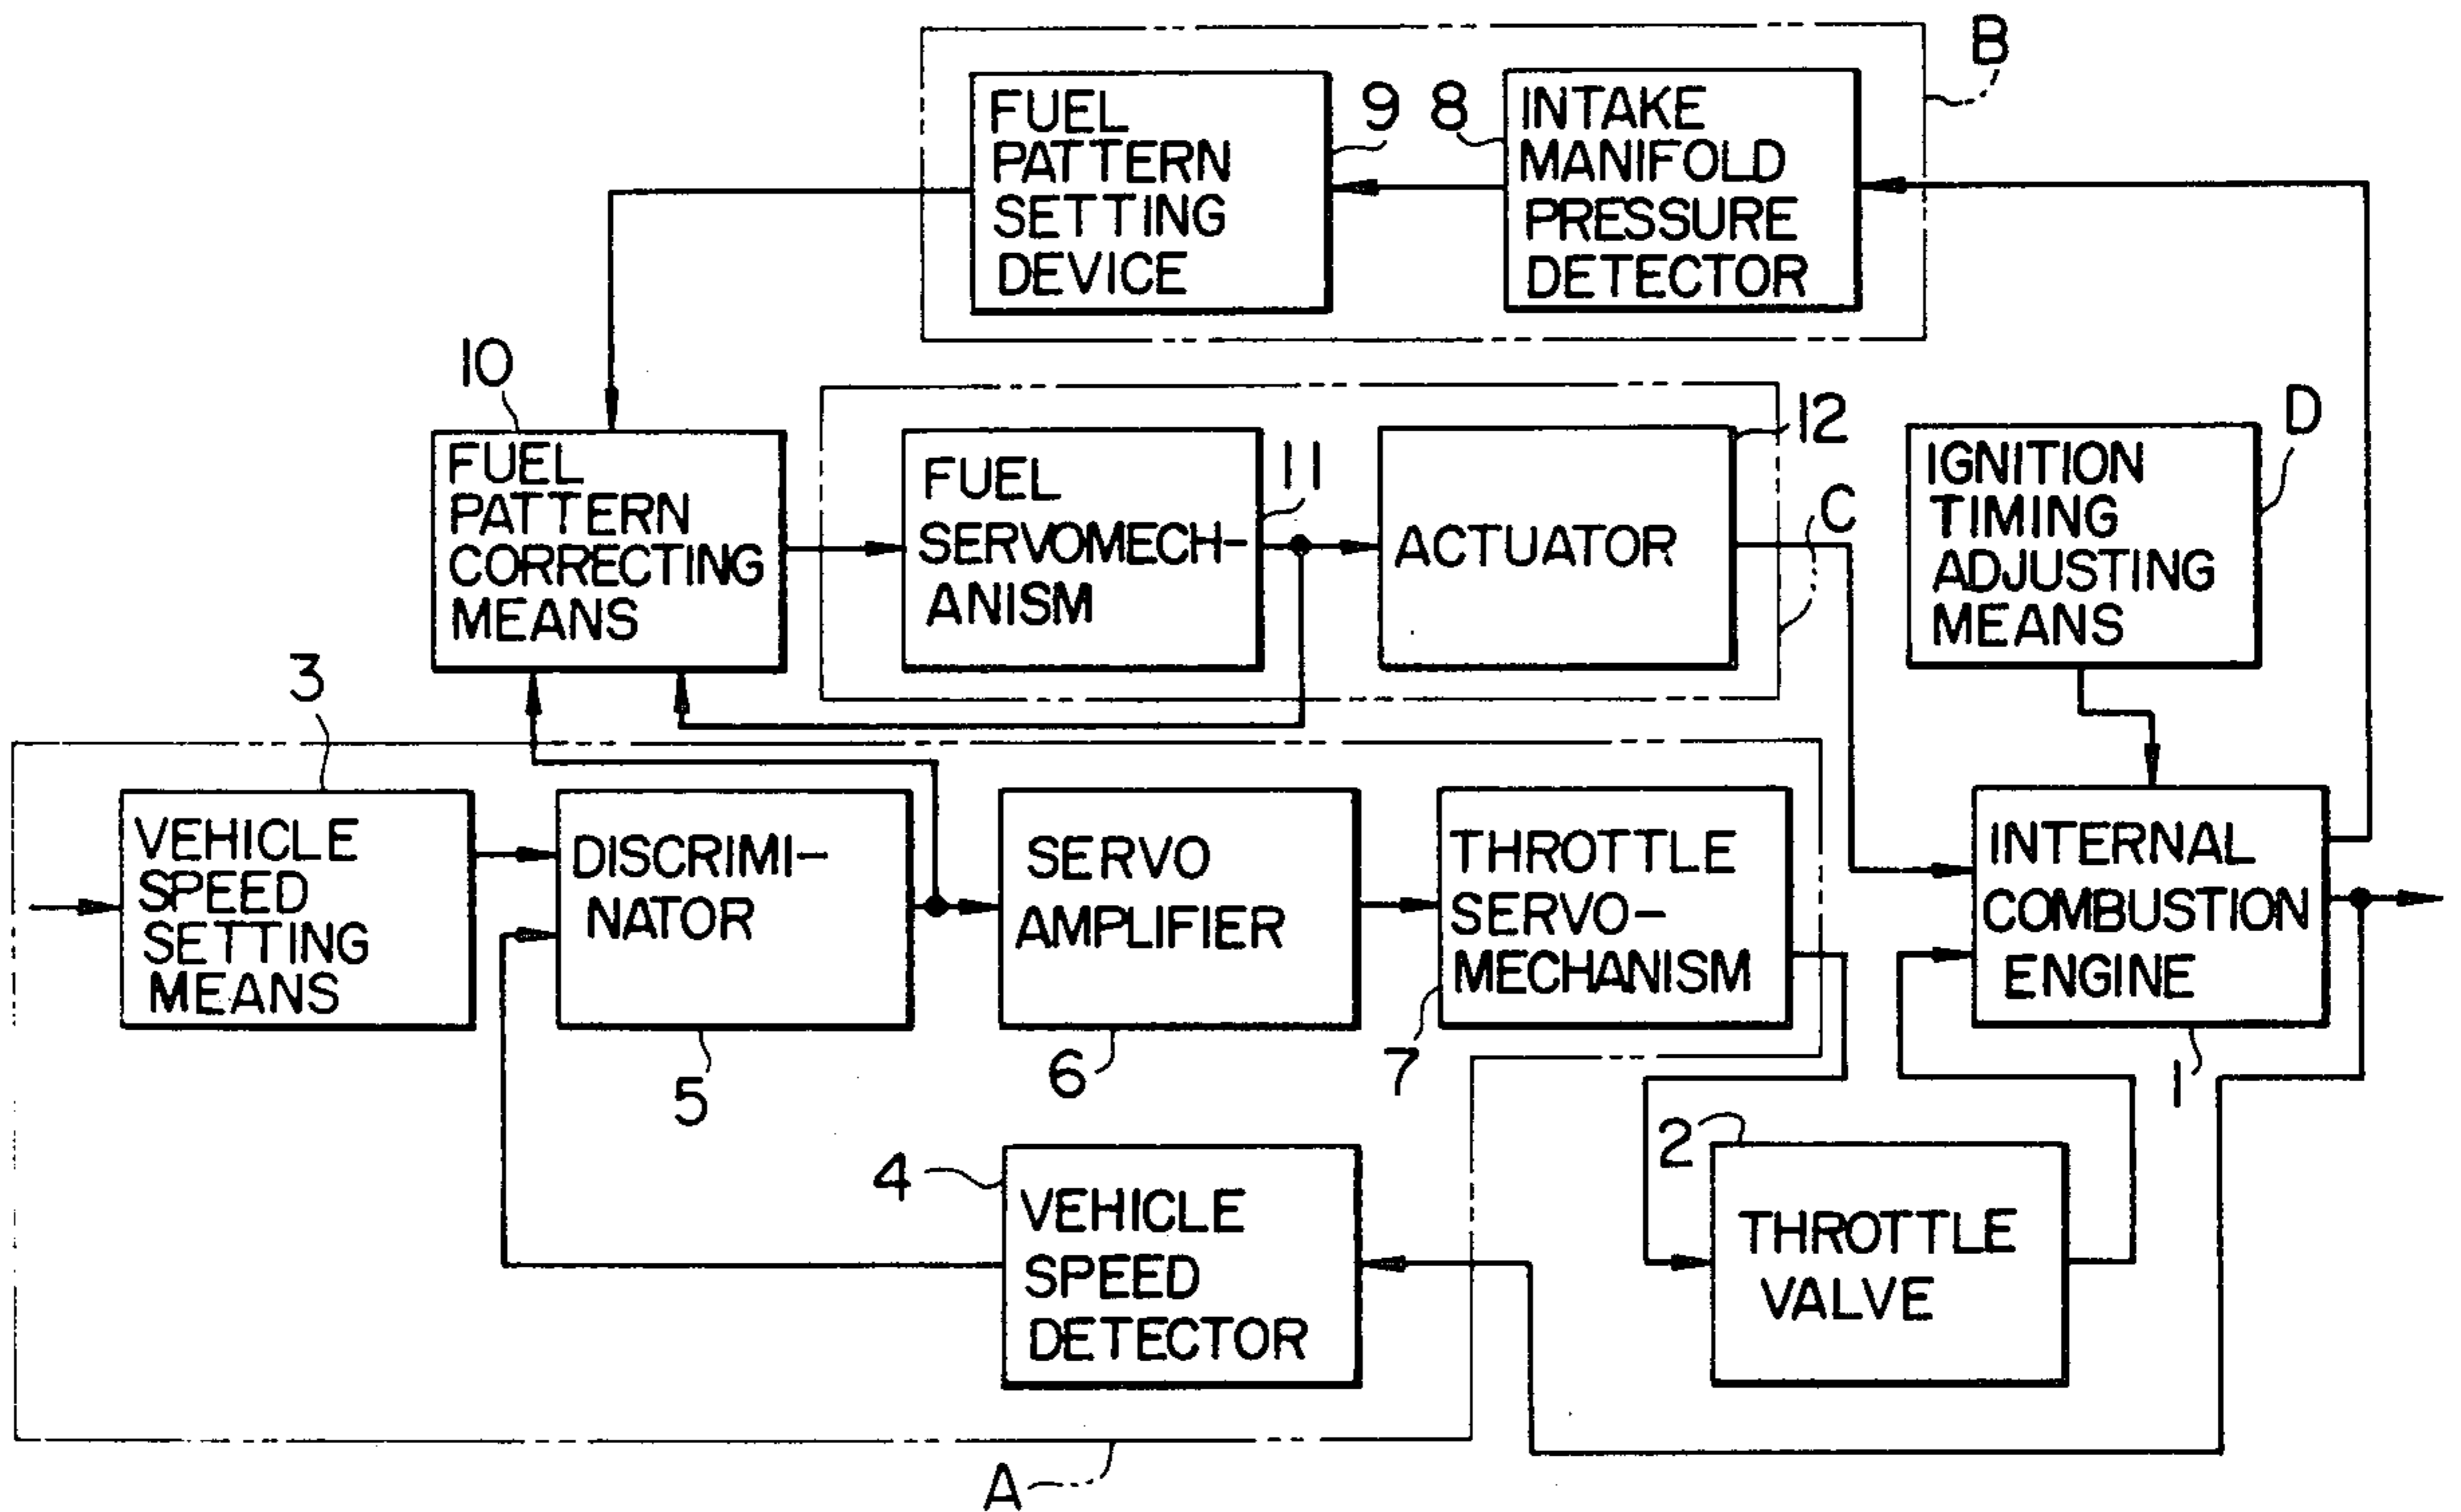 B
FUEL
PATTERN
SETTING
DEVICE
9
8
INTAKE
MANIFOLD
PRESSURE
DETECTOR
10
FUEL
PATTERN
CORRECTING
MEANS
FUEL
SERVOMECH-
ANISM
11
ACTUATOR
12
C
IGNITION
TIMING
ADJUSTING
MEANS
D
3
VEHICLE
SPEED
SETTING
MEANS
DISCRIMI-
NATOR
5
SERVO
AMPLIFIER
6
THROTTLE
SERVO-
MECHANISM
7
INTERNAL
COMBUSTION
ENGINE
1
4
VEHICLE
SPEED
DETECTOR
2
THROTTLE
VALVE
A